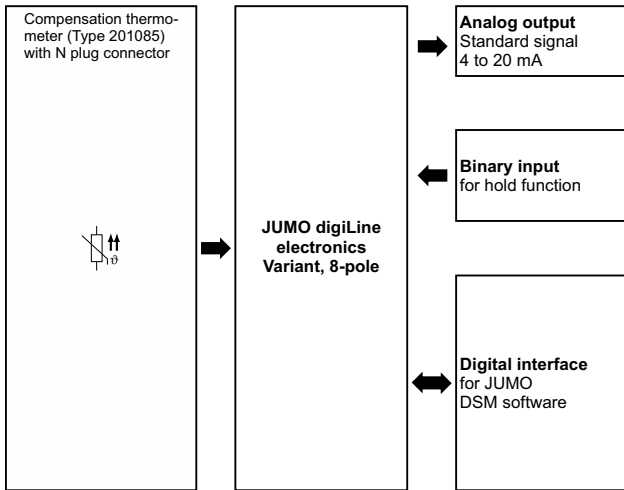 Compensation thermo-
meter (Type 201085)
with N plug connector
ϑ
JUMO digiLine
electronics
Variant, 8-pole
Analog output
Standard signal
4 to 20 mA
Binary input
for hold function
Digital interface
for JUMO
DSM software